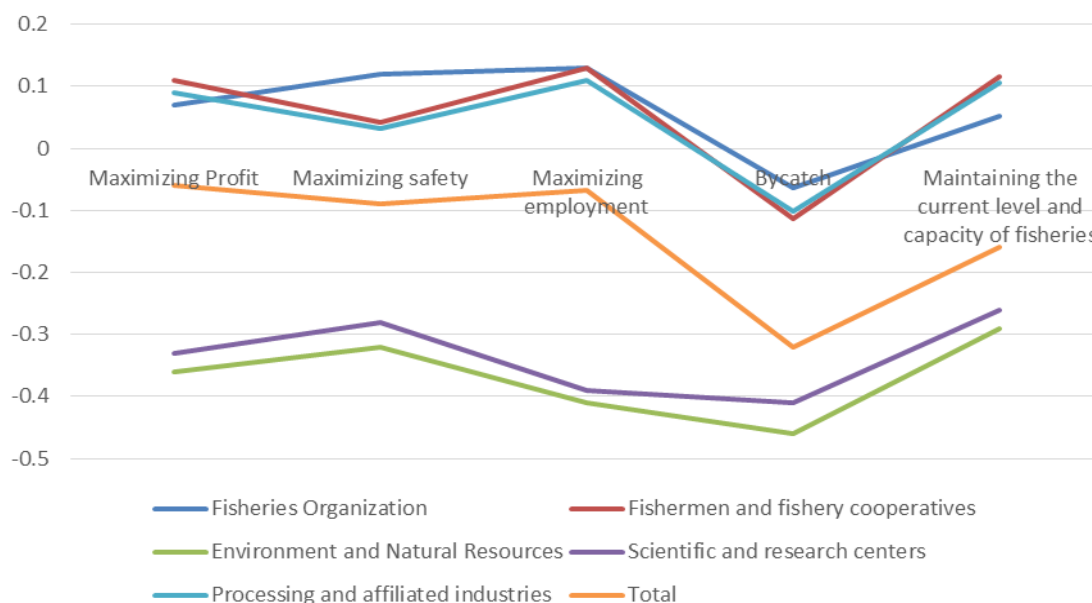 0.2
0.1
0
-0.1
-0.2
-0.3
-0.4
-0.5
Maximizing Profit
Maximizing safety
Maximizing
employment
Bycatch
Maintaining the
current level and
capacity of fisheries
Fisheries Organization
Fishermen and fishery cooperatives
Environment and Natural Resources
Scientific and research centers
Processing and affiliated industries
Total